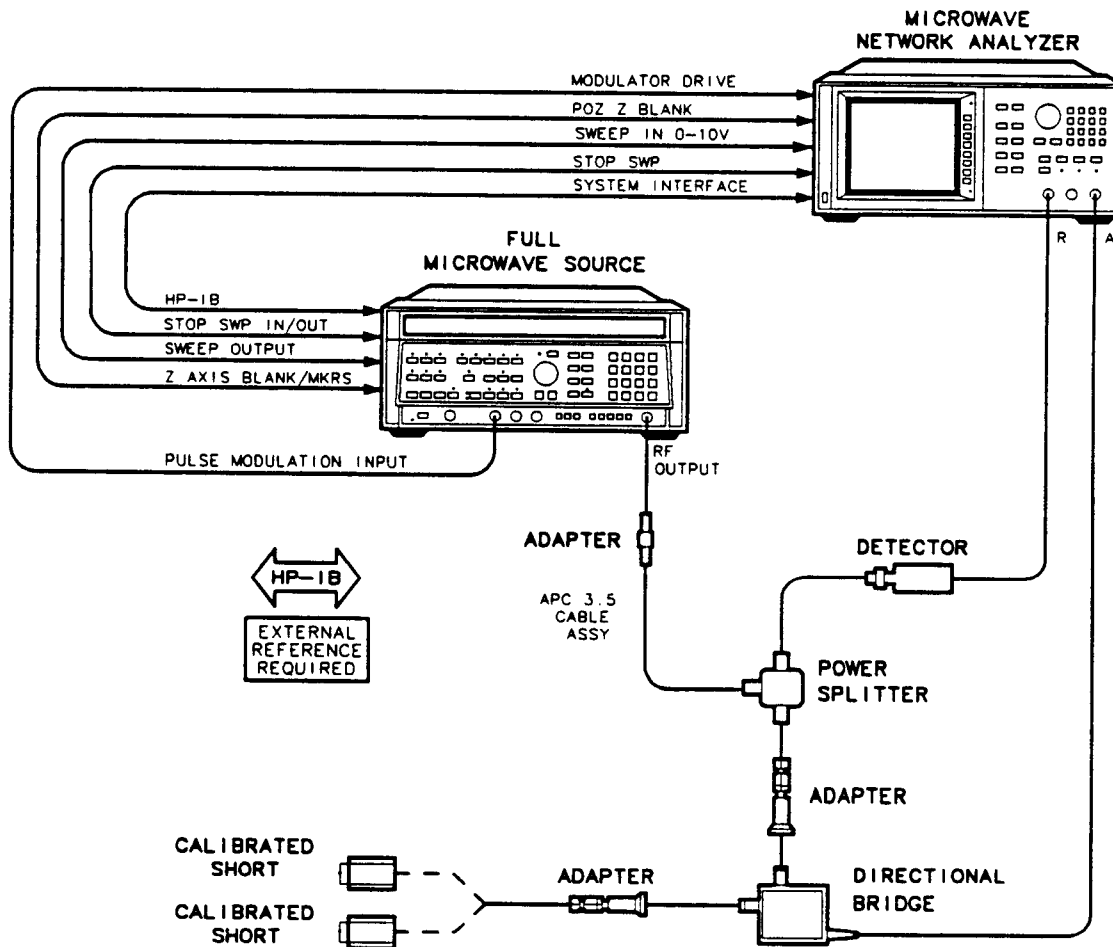 MICROWAVE
NETWORK ANALYZER
MODULATOR DRIVE
POZ Z BLANK
SWEEP IN 0-10V
STOP SWP
SYSTEM INTERFACE
R
A
FULL
MICROWAVE SOURCE
HP-IB
STOP SWP IN/OUT
SWEEP OUTPUT
Z AXIS BLANK/MKRS
PULSE MODULATION INPUT
RF
OUTPUT
ADAPTER
DETECTOR
HP-IB
APC 3.5
CABLE
ASSY
EXTERNAL
REFERENCE
REQUIRED
POWER
SPLITTER
ADAPTER
CALIBRATED
SHORT
ADAPTER
DIRECTIONAL
BRIDGE
CALIBRATED
SHORT